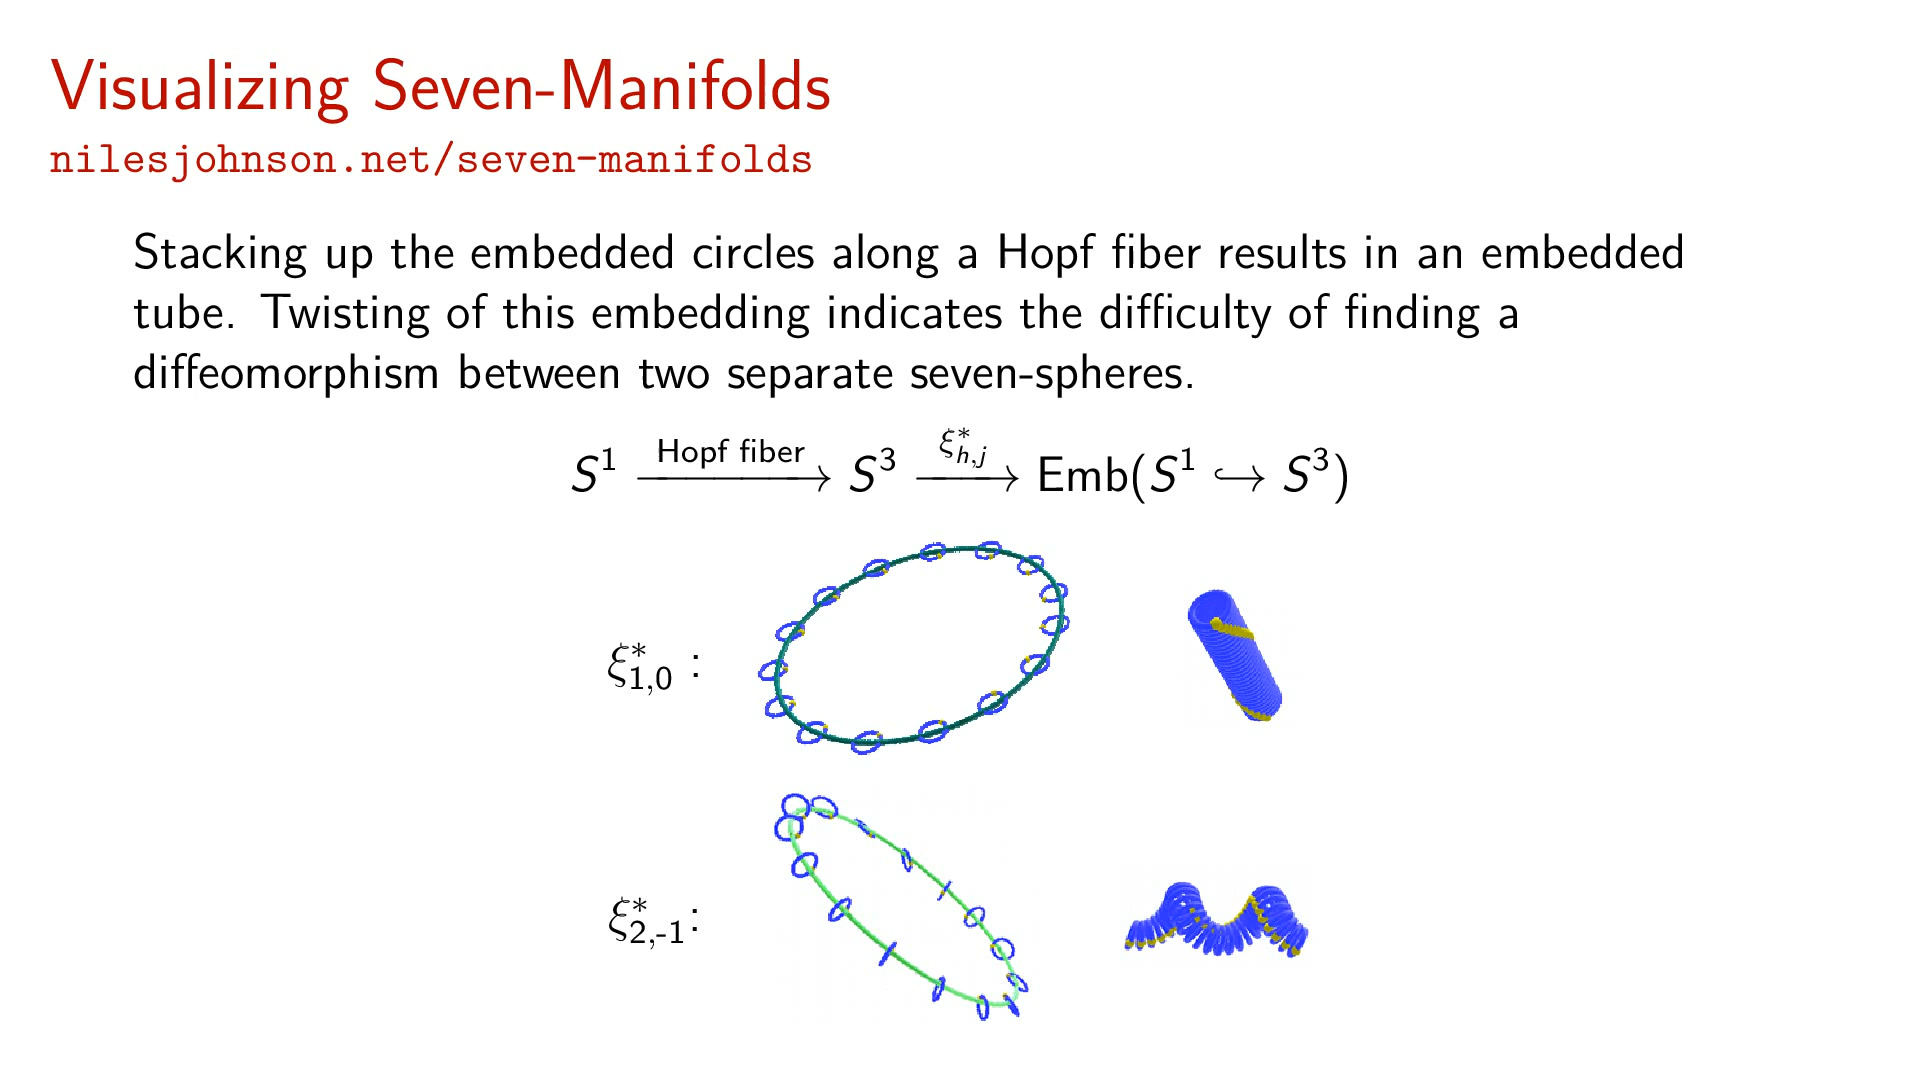 Visualizing Seven-Manifolds
nilesjohnson.net/seven-manifolds
Stacking up the embedded circles along a Hopf fiber results in an embedded
tube. Twisting of this embedding indicates the difficulty of finding a
diffeomorphism between two separate seven-spheres.
S¹ —Hopf fiber→ S³ —ξ*_{h,j}→ Emb(S¹ ↪ S³)
ξ*_{1,0} :
ξ*_{2,-1}: